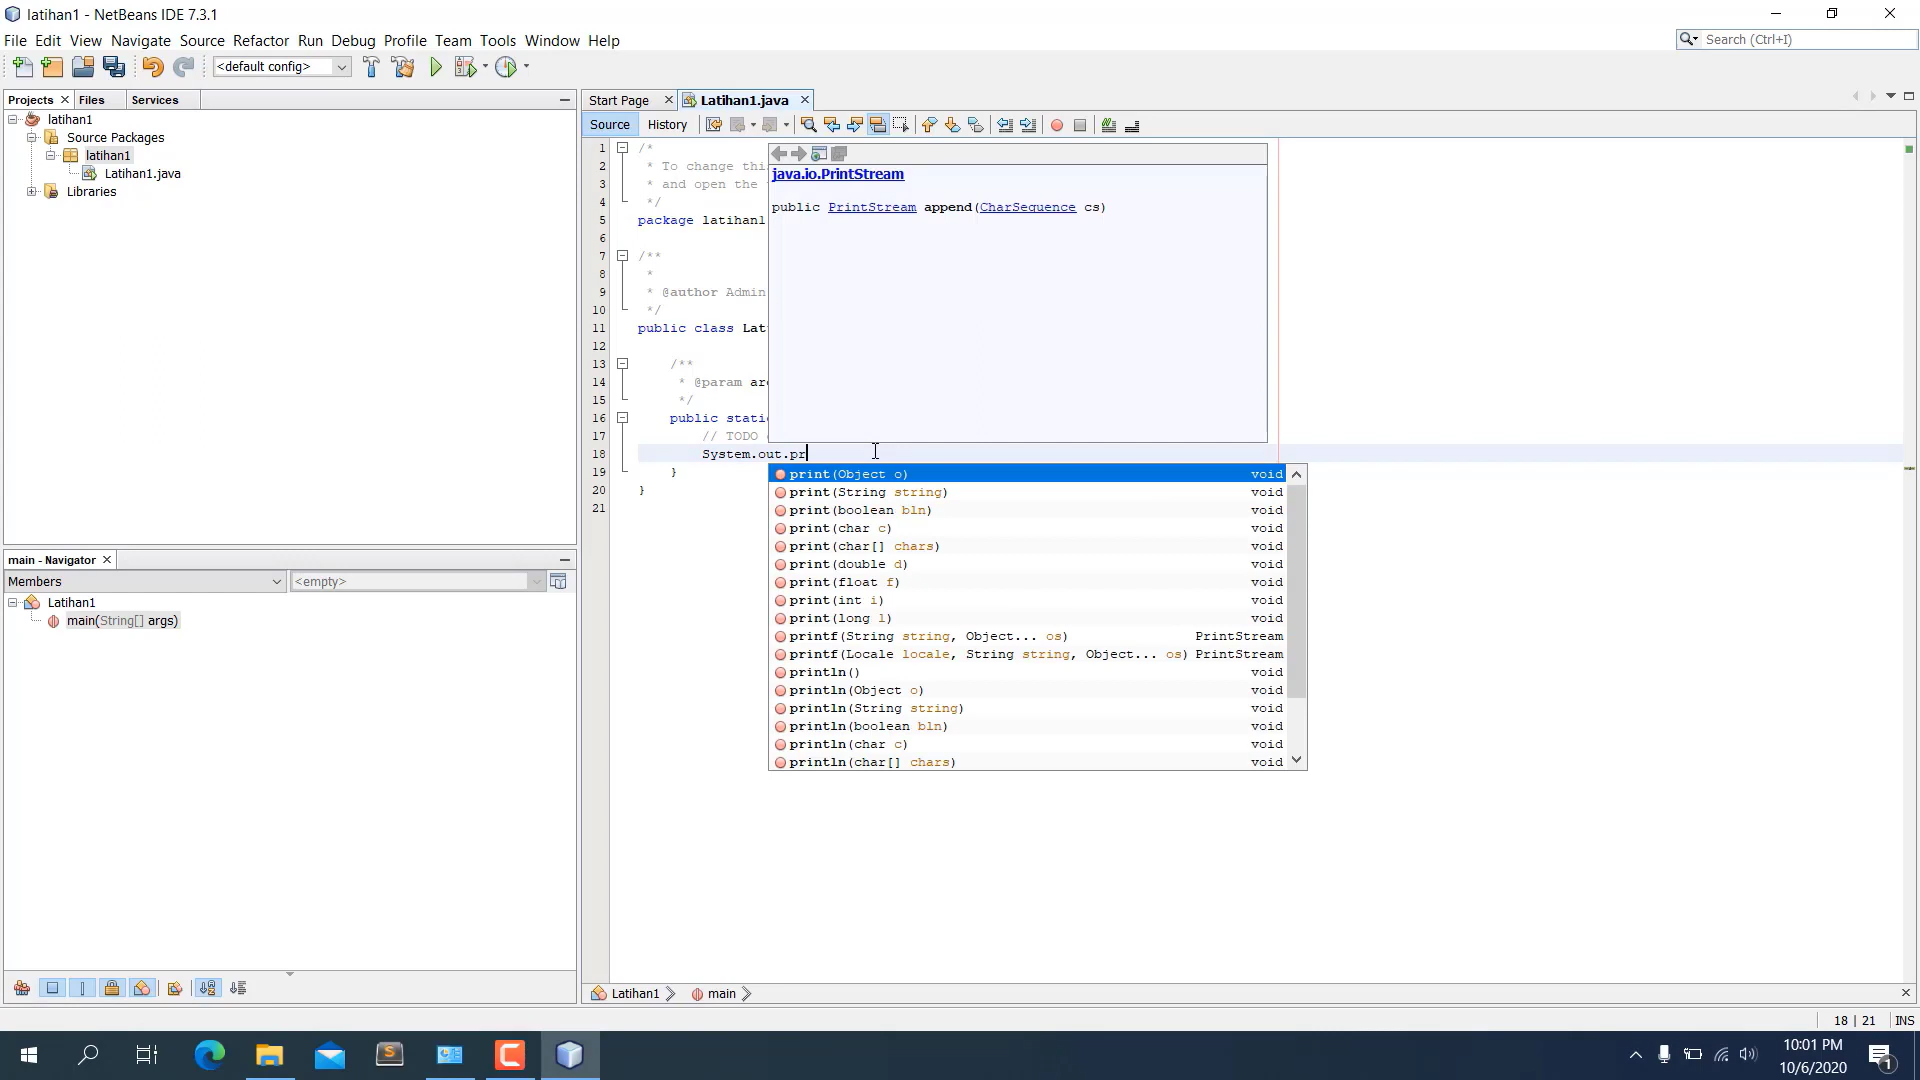 latihan1 - NetBeans IDE 7.3.1
File Edit View Navigate Source Refactor Run Debug Profile Team Tools Window Help
Search (Ctrl+I)
<default config>
Projects Files Services
latihan1
Source Packages
latihan1
Latihan1.java
Libraries
main - Navigator
Members <empty>
Latihan1
main(String[] args)
Start Page Latihan1.java
Source History
1 /*
2 * To change thi
3 * and open the
4 */
5 package latihan1
6
7 /**
8 *
9 * @author Admin
10 */
11 public class Lat
12
13 /**
14 * @param arg
15 */
16 public static
17 // TODO
18 System.out.pr
19 }
20 }
21
java.io.PrintStream
public PrintStream append(CharSequence cs)
print(Object o) void
print(String string) void
print(boolean bln) void
print(char c) void
print(char[] chars) void
print(double d) void
print(float f) void
print(int i) void
print(long l) void
printf(String string, Object... os) PrintStream
printf(Locale locale, String string, Object... os) PrintStream
println() void
println(Object o) void
println(String string) void
println(boolean bln) void
println(char c) void
println(char[] chars) void
Latihan1 main
18 | 21 INS
10:01 PM
10/6/2020
1